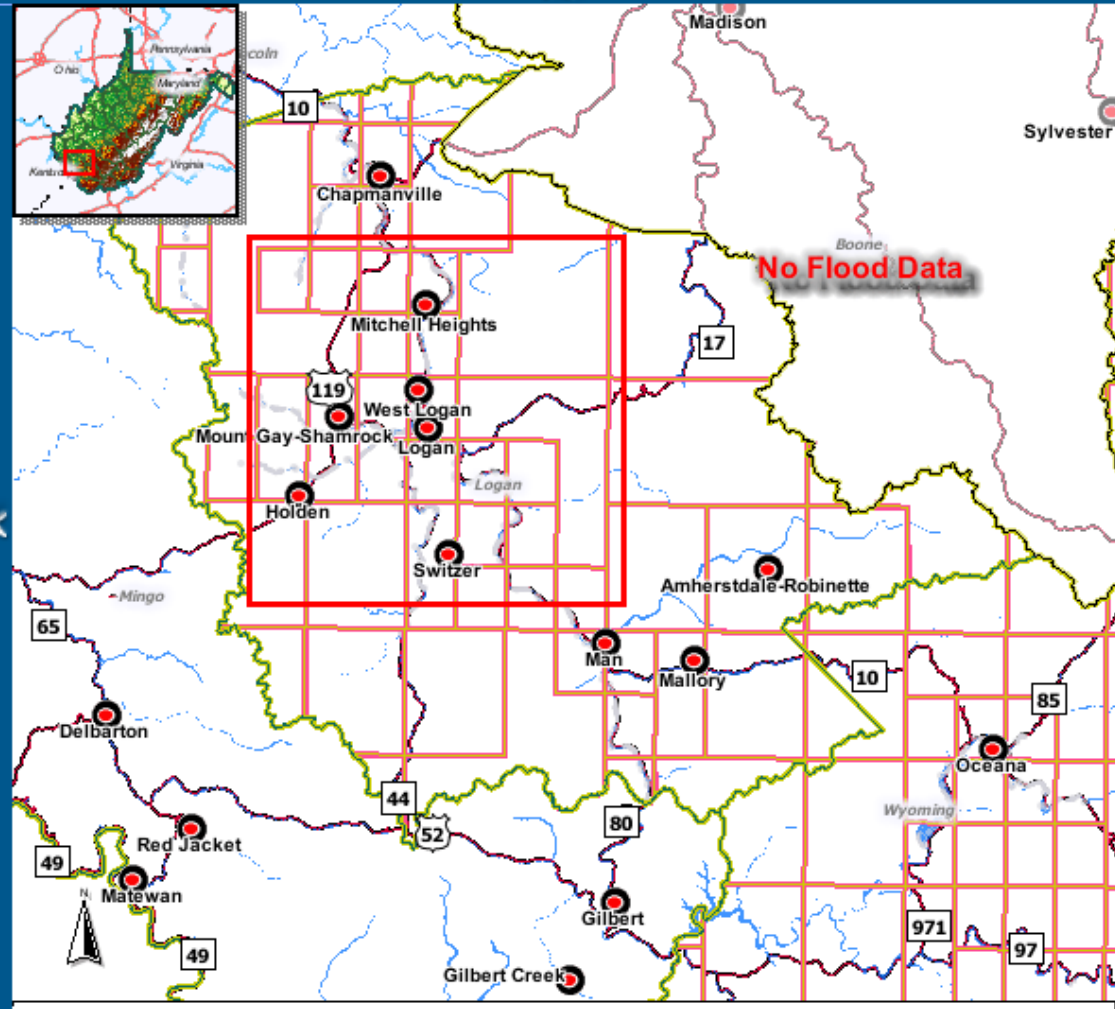 Madison
Pennsylvania
Ohio
coln
Maryland
10
Sylvester
Virginia
Chapmanville
Boone
No Flood Data
Mitchell Heights
17
119
West Logan
Mount Gay-Shamrock
Logan
Logan
Holden
Switzer
Amherstdale-Robinette
Mingo
65
Man
Mallory
10
85
Delbarton
Oceana
44
Wyoming
52
80
Red Jacket
49
Matewan
N
Gilbert
971
97
49
Gilbert Creek